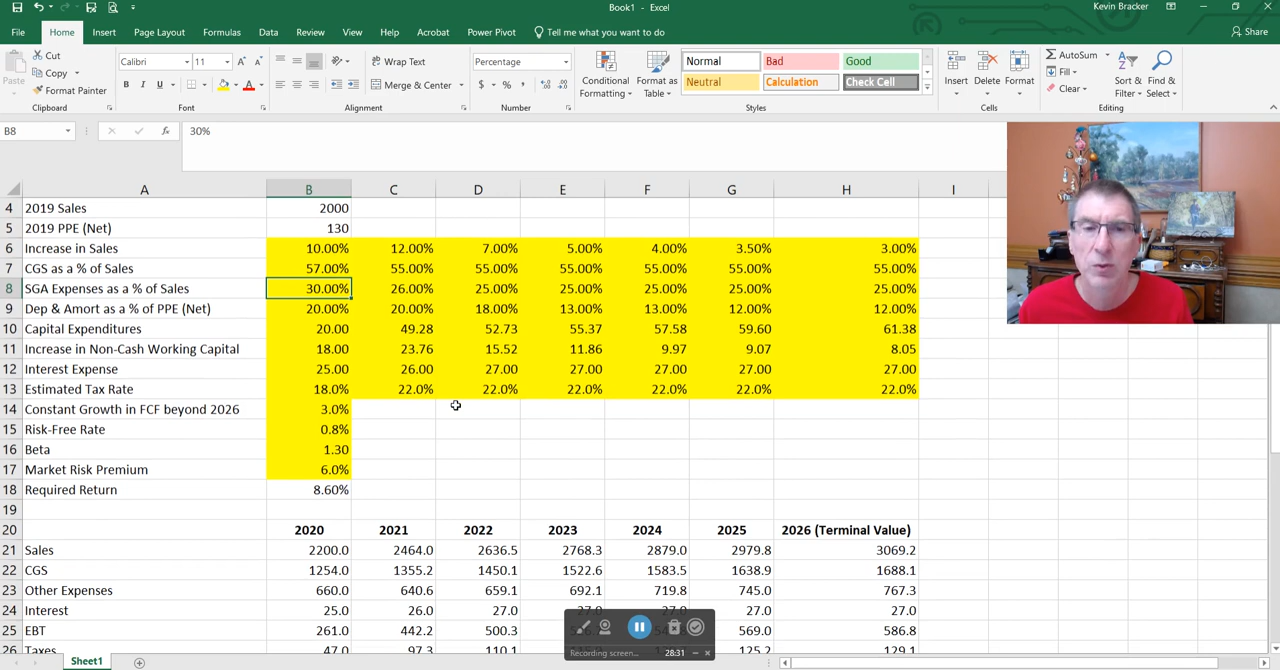 Book1 - Excel
Kevin Bracker
File Home Insert Page Layout Formulas Data Review View Help Acrobat Power Pivot Tell me what you want to do Share
Paste
Cut
Copy
Format Painter
Clipboard
Calibri 11
B I U
Font
Wrap Text
Merge & Center
Alignment
Percentage
$ % ,
Number
Conditional Formatting
Format as Table
Normal Bad Good
Neutral Calculation Check Cell
Styles
Insert Delete Format
Cells
AutoSum
Fill
Clear
Sort & Filter
Find & Select
Editing
B8 fx 30%
A B C D E F G H I
4 2019 Sales 2000
5 2019 PPE (Net) 130
6 Increase in Sales 10.00% 12.00% 7.00% 5.00% 4.00% 3.50% 3.00%
7 CGS as a % of Sales 57.00% 55.00% 55.00% 55.00% 55.00% 55.00% 55.00%
8 SGA Expenses as a % of Sales 30.00% 26.00% 25.00% 25.00% 25.00% 25.00% 25.00%
9 Dep & Amort as a % of PPE (Net) 20.00% 20.00% 18.00% 13.00% 13.00% 12.00% 12.00%
10 Capital Expenditures 20.00 49.28 52.73 55.37 57.58 59.60 61.38
11 Increase in Non-Cash Working Capital 18.00 23.76 15.52 11.86 9.97 9.07 8.05
12 Interest Expense 25.00 26.00 27.00 27.00 27.00 27.00 27.00
13 Estimated Tax Rate 18.0% 22.0% 22.0% 22.0% 22.0% 22.0% 22.0%
14 Constant Growth in FCF beyond 2026 3.0%
15 Risk-Free Rate 0.8%
16 Beta 1.30
17 Market Risk Premium 6.0%
18 Required Return 8.60%
19
20 2020 2021 2022 2023 2024 2025 2026 (Terminal Value)
21 Sales 2200.0 2464.0 2636.5 2768.3 2879.0 2979.8 3069.2
22 CGS 1254.0 1355.2 1450.1 1522.6 1583.5 1638.9 1688.1
23 Other Expenses 660.0 640.6 659.1 692.1 719.8 745.0 767.3
24 Interest 25.0 26.0 27.0 27.0 27.0 27.0 27.0
25 EBT 261.0 442.2 500.3 569.0 586.8
26 Taxes 47.0 97.3 110.1 125.2 129.1
Recording screen... 28:31
Sheet1